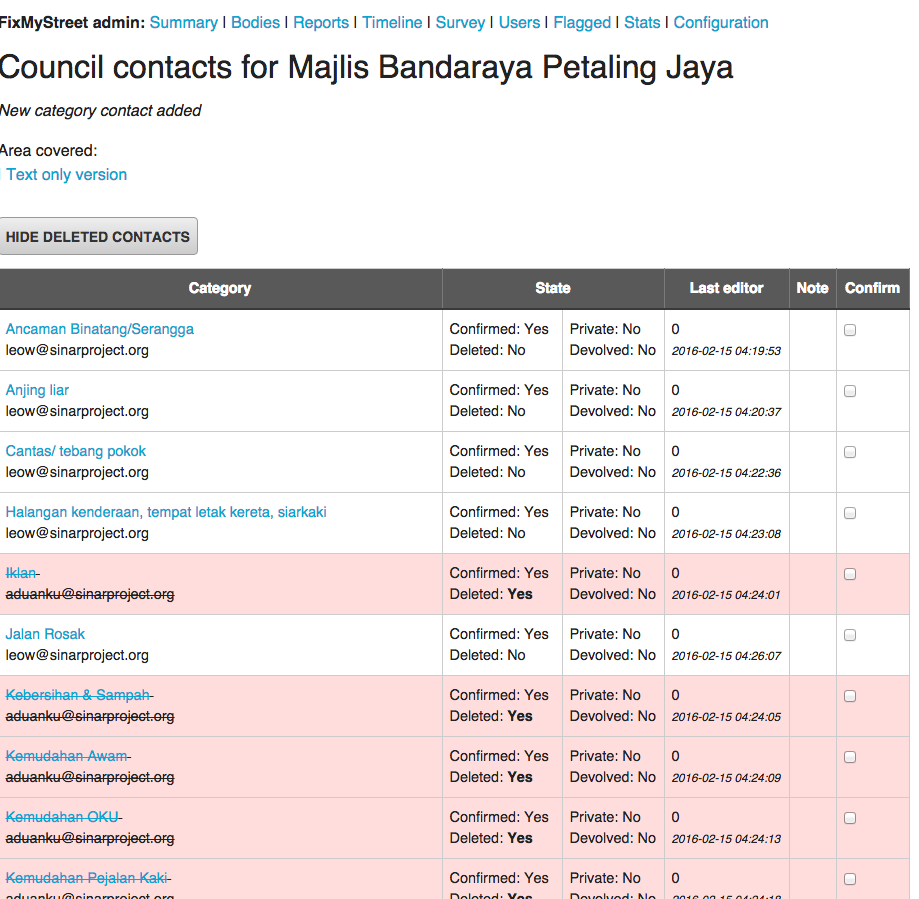 FixMyStreet admin: Summary | Bodies | Reports | Timeline | Survey | Users | Flagged | Stats | Configuration
Council contacts for Majlis Bandaraya Petaling Jaya
New category contact added
Area covered:
| Text only version
HIDE DELETED CONTACTS
Category State Last editor Note Confirm
Ancaman Binatang/Serangga Confirmed: Yes Private: No 0
leow@sinarproject.org Deleted: No Devolved: No 2016-02-15 04:19:53
Anjing liar Confirmed: Yes Private: No 0
leow@sinarproject.org Deleted: No Devolved: No 2016-02-15 04:20:37
Cantas/ tebang pokok Confirmed: Yes Private: No 0
leow@sinarproject.org Deleted: No Devolved: No 2016-02-15 04:22:36
Halangan kenderaan, tempat letak kereta, siarkaki Confirmed: Yes Private: No 0
leow@sinarproject.org Deleted: No Devolved: No 2016-02-15 04:23:08
Iklan Confirmed: Yes Private: No 0
aduanku@sinarproject.org Deleted: Yes Devolved: No 2016-02-15 04:24:01
Jalan Rosak Confirmed: Yes Private: No 0
leow@sinarproject.org Deleted: No Devolved: No 2016-02-15 04:26:07
Kebersihan & Sampah Confirmed: Yes Private: No 0
aduanku@sinarproject.org Deleted: Yes Devolved: No 2016-02-15 04:24:05
Kemudahan Awam Confirmed: Yes Private: No 0
aduanku@sinarproject.org Deleted: Yes Devolved: No 2016-02-15 04:24:09
Kemudahan OKU Confirmed: Yes Private: No 0
aduanku@sinarproject.org Deleted: Yes Devolved: No 2016-02-15 04:24:13
Kemudahan Pejalan Kaki Confirmed: Yes Private: No 0
aduanku@sinarproject.org Deleted: Yes Devolved: No 2016-02-15